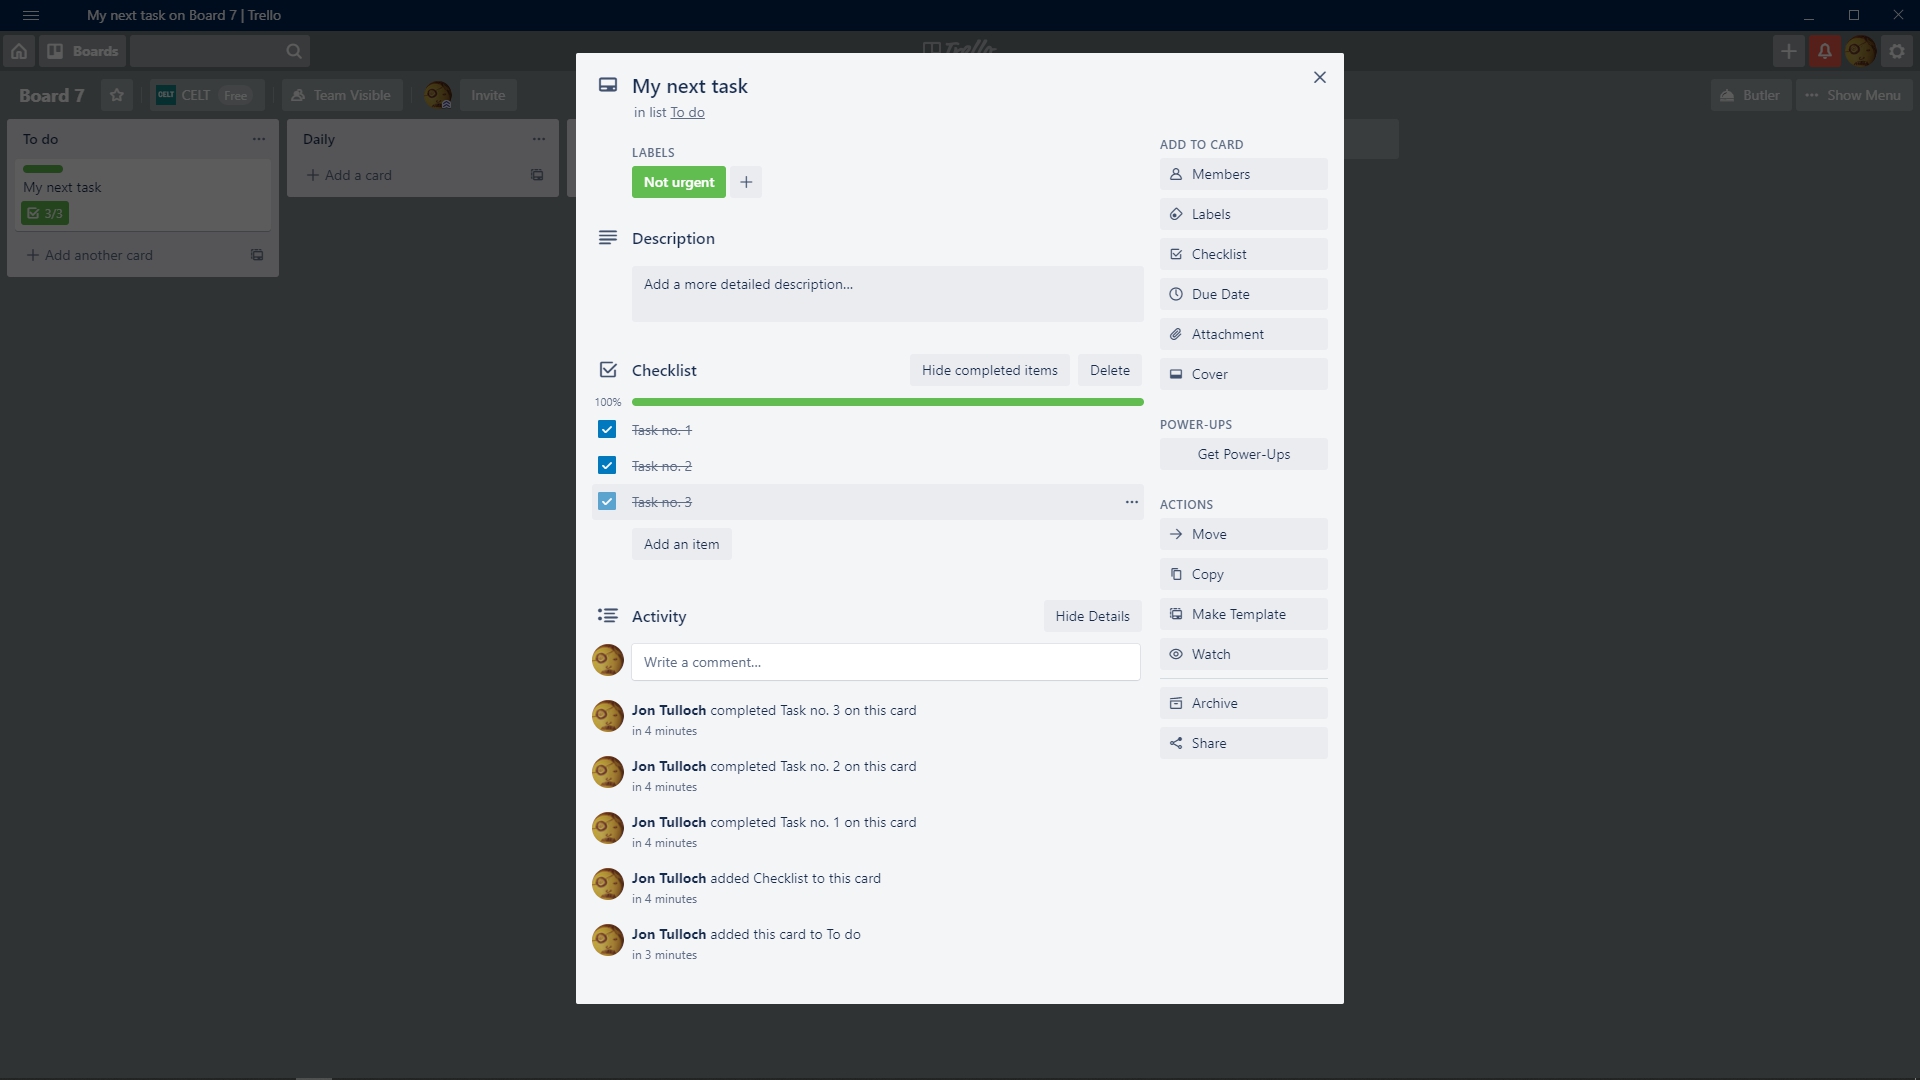 My next task on Board 7 | Trello
Boards
Trello
Board 7
CELT
CELT
Free
Team Visible
Invite
Butler
Show Menu
To do
My next task
3/3
Add another card
Daily
Add a card
My next task
in list To do
LABELS
Not urgent
Description
Add a more detailed description...
Checklist
Hide completed items
Delete
100%
Task no. 1
Task no. 2
Task no. 3
Add an item
Activity
Hide Details
Write a comment...
Jon Tulloch completed Task no. 3 on this card
in 4 minutes
Jon Tulloch completed Task no. 2 on this card
in 4 minutes
Jon Tulloch completed Task no. 1 on this card
in 4 minutes
Jon Tulloch added Checklist to this card
in 4 minutes
Jon Tulloch added this card to To do
in 3 minutes
ADD TO CARD
Members
Labels
Checklist
Due Date
Attachment
Cover
POWER-UPS
Get Power-Ups
ACTIONS
Move
Copy
Make Template
Watch
Archive
Share